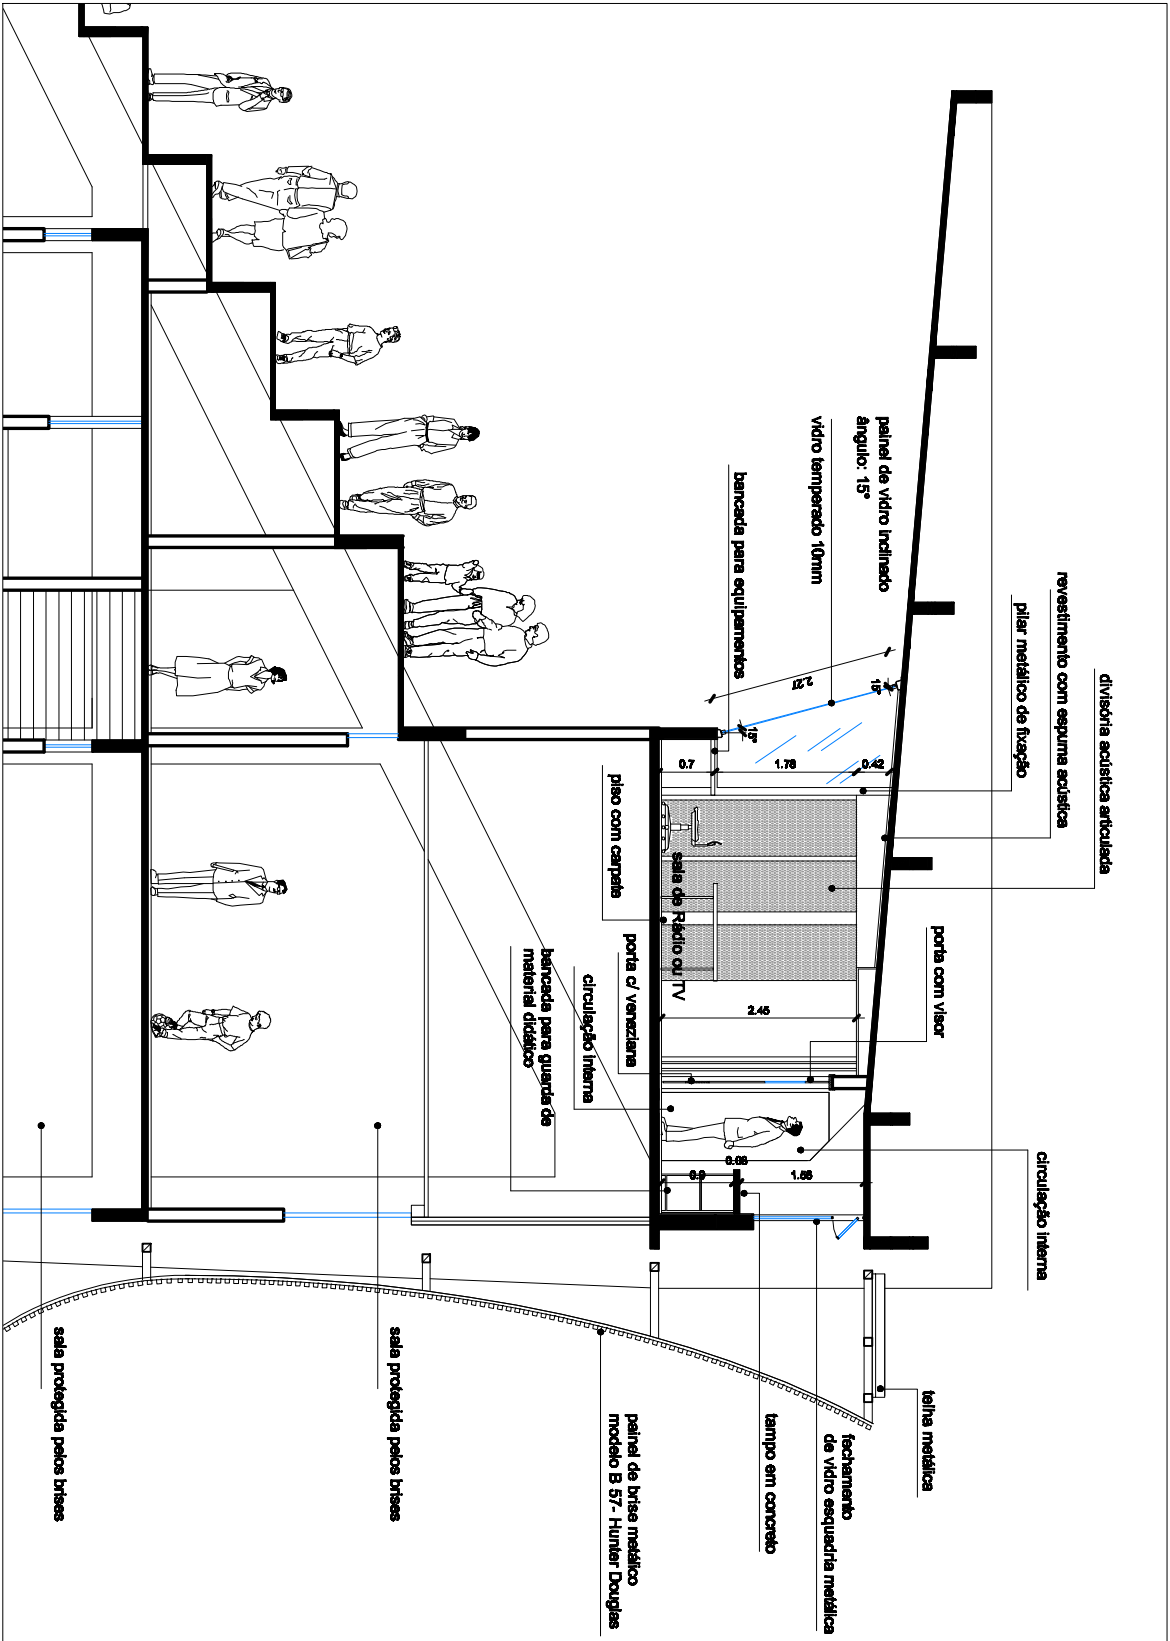 divisória acústica articulada
revestimento com espuma acústica
pilar metálico de fixação
painel de vidro inclinado
ângulo: 15°
vidro temperado 10mm
bancada para equipamentos
porta com visor
circulação interna
telha metálica
fechamento
de vidro esquadria metálica
tampo em concreto
painel de brise metálico
modelo B 57- Hunter Douglas
2.27
15°
15°
0.42
1.78
0.7
2.45
1.56
0.06
0.9
sala de Rádio ou TV
piso com carpete
porta c/ veneziana
circulação interna
bancada para guarda de
material didático
sala protegida pelos brises
sala protegida pelos brises